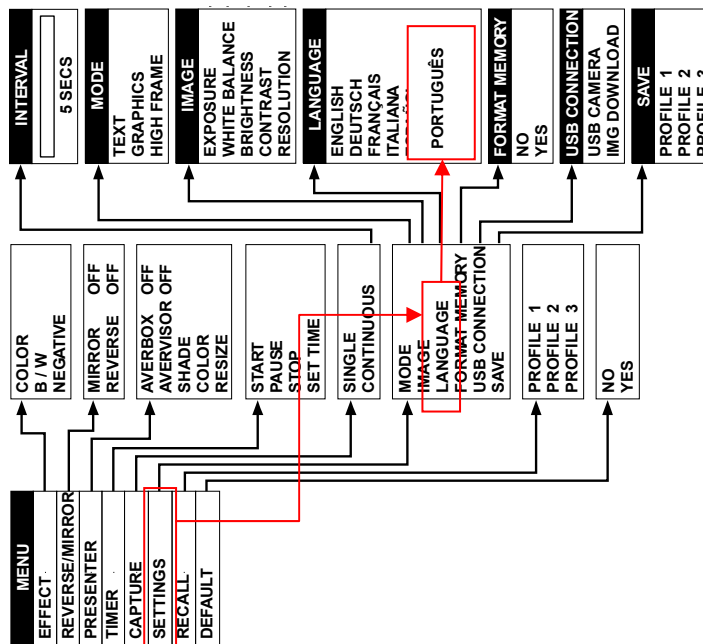 MENU
EFFECT
REVERSE/MIRROR
PRESENTER
TIMER
CAPTURE
SETTINGS
RECALL
DEFAULT
COLOR
B / W
NEGATIVE
MIRROR OFF
REVERSE OFF
AVERBOX OFF
AVERVISOR OFF
SHADE
COLOR
RESIZE
START
PAUSE
STOP
SET TIME
SINGLE
CONTINUOUS
MODE
IMAGE
LANGUAGE
FORMAT MEMORY
USB CONNECTION
SAVE
PROFILE 1
PROFILE 2
PROFILE 3
NO
YES
INTERVAL
5 SECS
MODE
TEXT
GRAPHICS
HIGH FRAME
IMAGE
EXPOSURE
WHITE BALANCE
BRIGHTNESS
CONTRAST
RESOLUTION
LANGUAGE
ENGLISH
DEUTSCH
FRANÇAIS
ITALIANA
PORTUGUÊS
FORMAT MEMORY
NO
YES
USB CONNECTION
USB CAMERA
IMG DOWNLOAD
SAVE
PROFILE 1
PROFILE 2
PROFILE 3